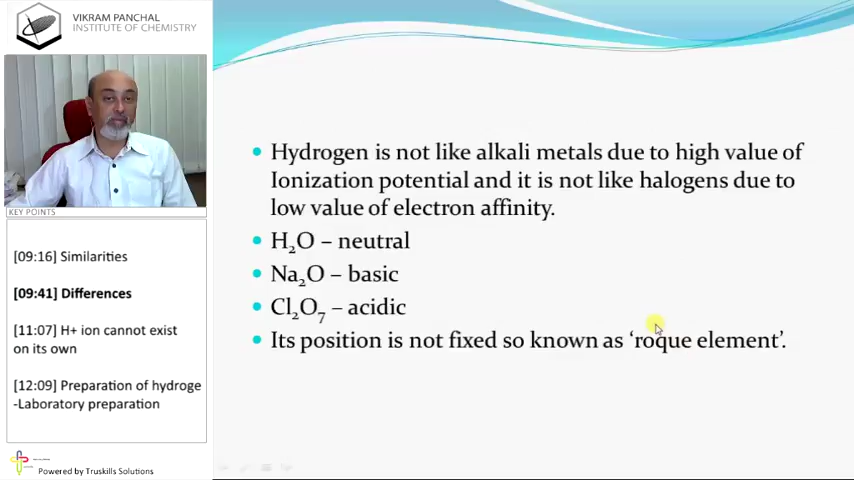 VIKRAM PANCHAL
INSTITUTE OF CHEMISTRY
KEY POINTS
[09:16] Similarities
[09:41] Differences
[11:07] H+ ion cannot exist
on its own
[12:09] Preparation of hydroge
-Laboratory preparation
Powered by Truskills Solutions
Hydrogen is not like alkali metals due to high value of
Ionization potential and it is not like halogens due to
low value of electron affinity.
H₂O – neutral
Na₂O – basic
Cl₂O₇ – acidic
Its position is not fixed so known as ‘roque element’.